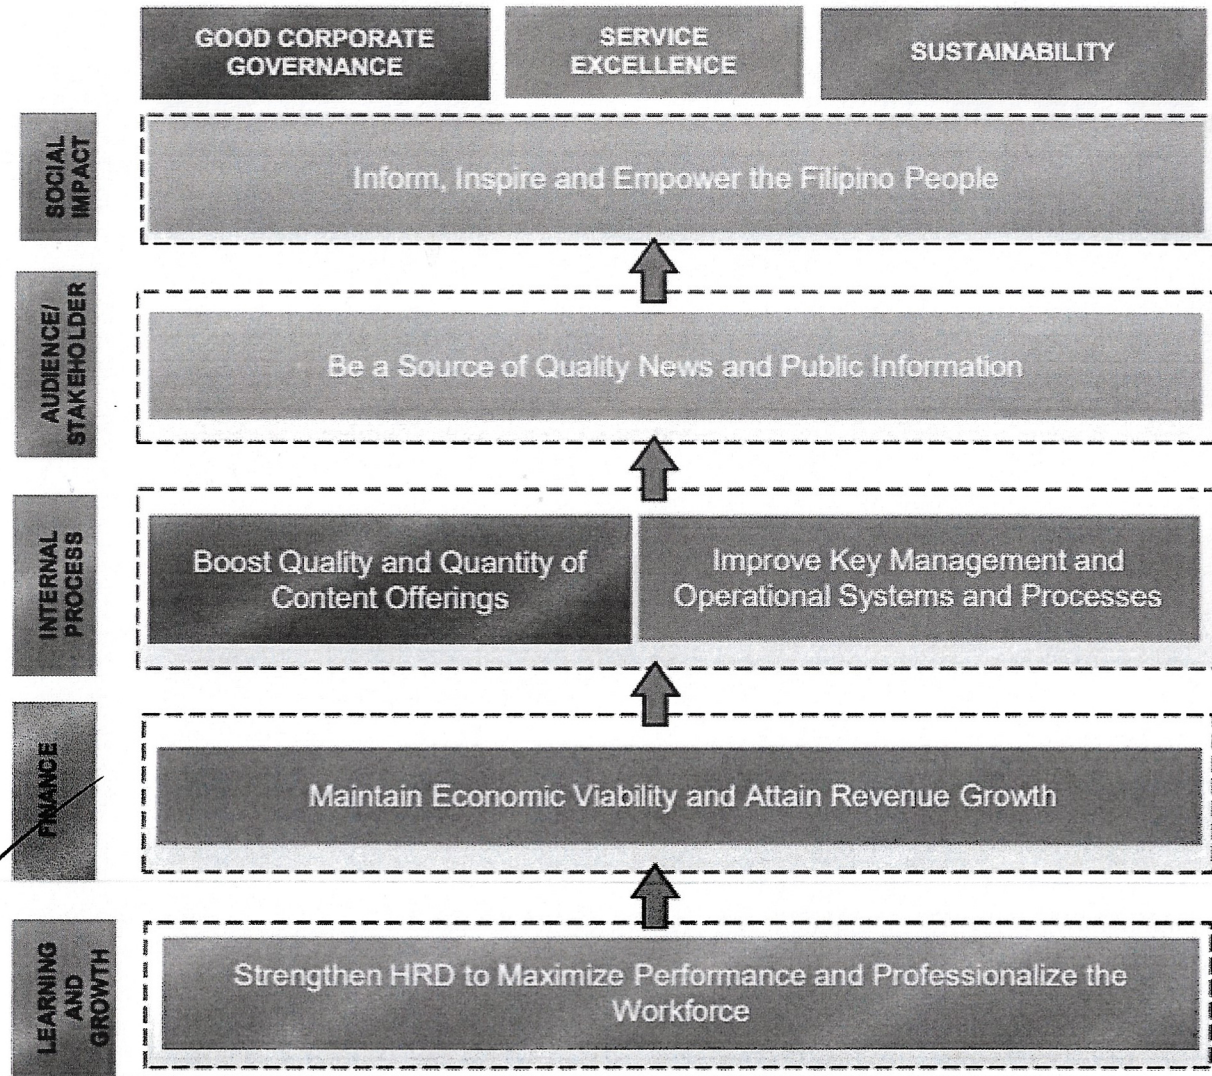 GOOD CORPORATE
GOVERNANCE
SERVICE
EXCELLENCE
SUSTAINABILITY
SOCIAL
IMPACT
Inform, Inspire and Empower the Filipino People
AUDIENCE/
STAKEHOLDER
Be a Source of Quality News and Public Information
INTERNAL
PROCESS
Boost Quality and Quantity of
Content Offerings
Improve Key Management and
Operational Systems and Processes
FINANCE
Maintain Economic Viability and Attain Revenue Growth
LEARNING
AND
GROWTH
Strengthen HRD to Maximize Performance and Professionalize the
Workforce